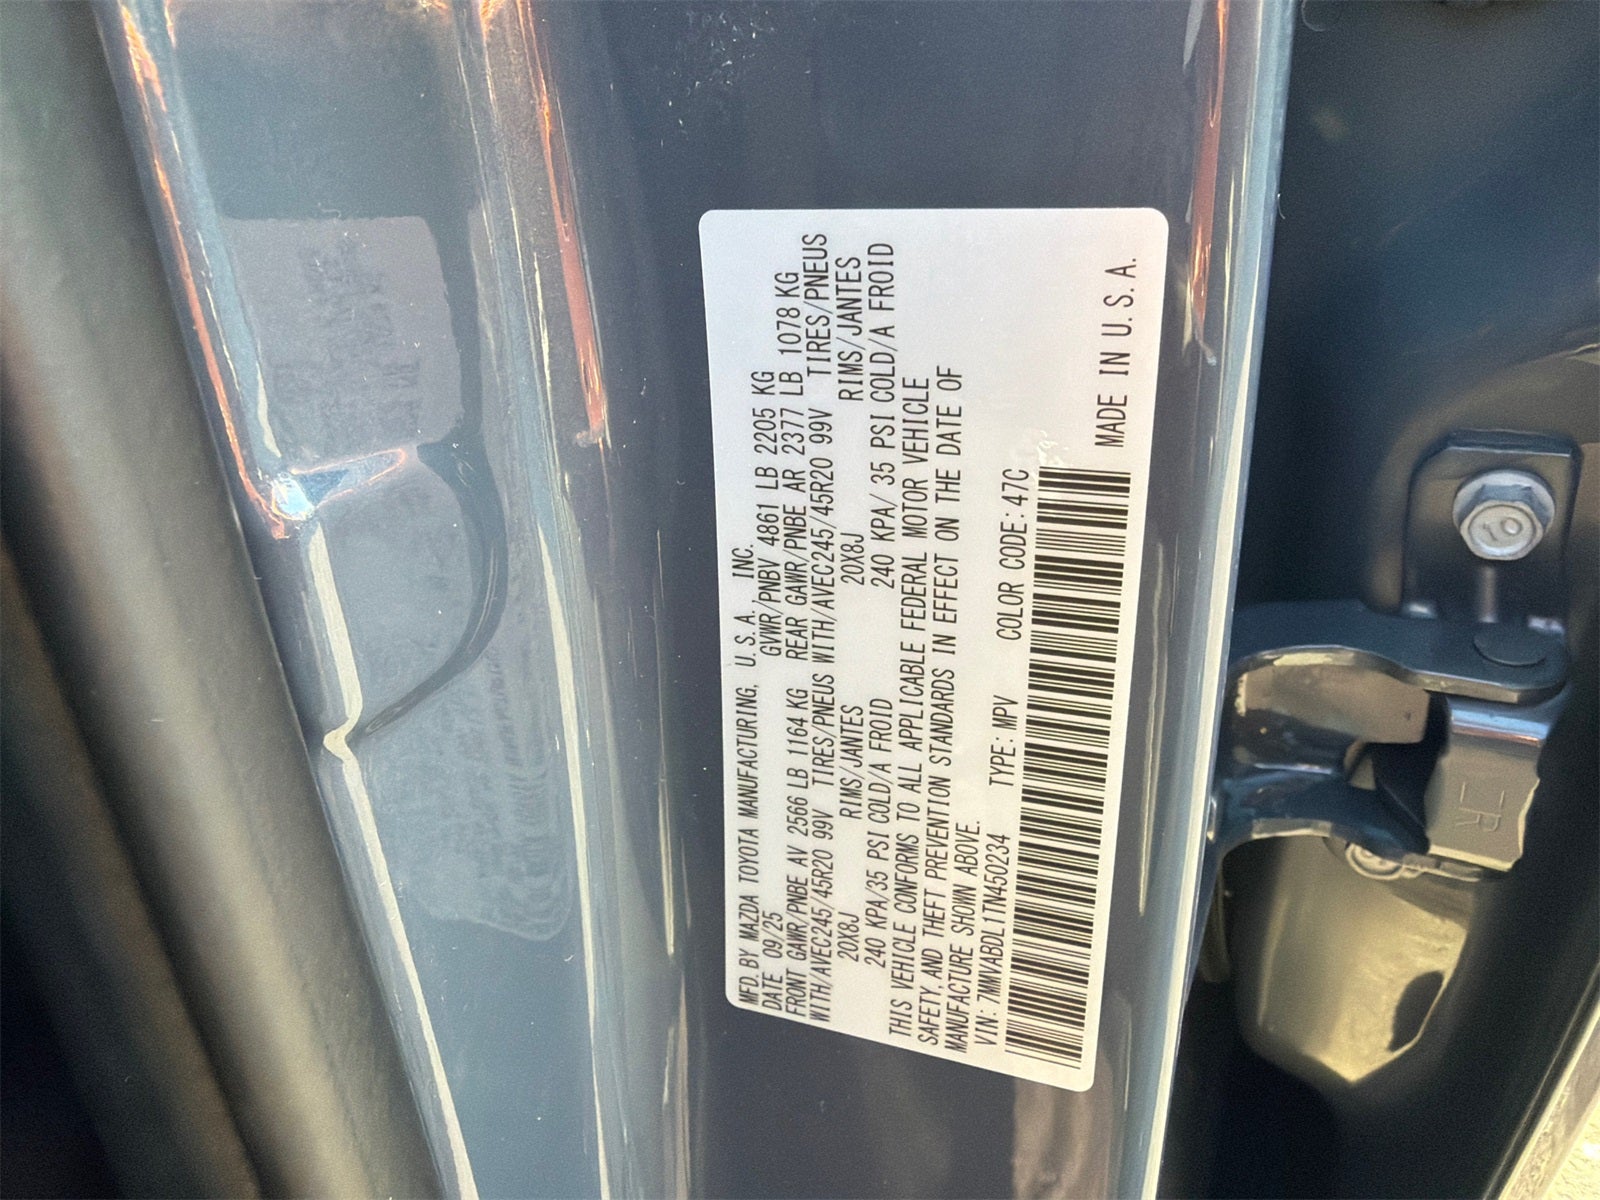 MFD. BY MAZDA TOYOTA MANUFACTURING, U. S. A. INC.
DATE 09/25 GVWR/PNBV 4861 LB 2205 KG
FRONT GAWR/PNBE AV 2566 LB 1164 KG REAR GAWR/PNBE AR 2377 LB 1078 KG
WITH/AVEC245/45R20 99V TIRES/PNEUS WITH/AVEC245/45R20 99V TIRES/PNEUS
20X8J RIMS/JANTES 20X8J RIMS/JANTES
240 KPA/35 PSI COLD/A FROID 240 KPA/ 35 PSI COLD/A FROID
THIS VEHICLE CONFORMS TO ALL APPLICABLE FEDERAL MOTOR VEHICLE
SAFETY, AND THEFT PREVENTION STANDARDS IN EFFECT ON THE DATE OF
MANUFACTURE SHOWN ABOVE.
VIN: 7MMVABDL1TN450234 TYPE: MPV COLOR CODE: 47C
MADE IN U. S. A.
10
R